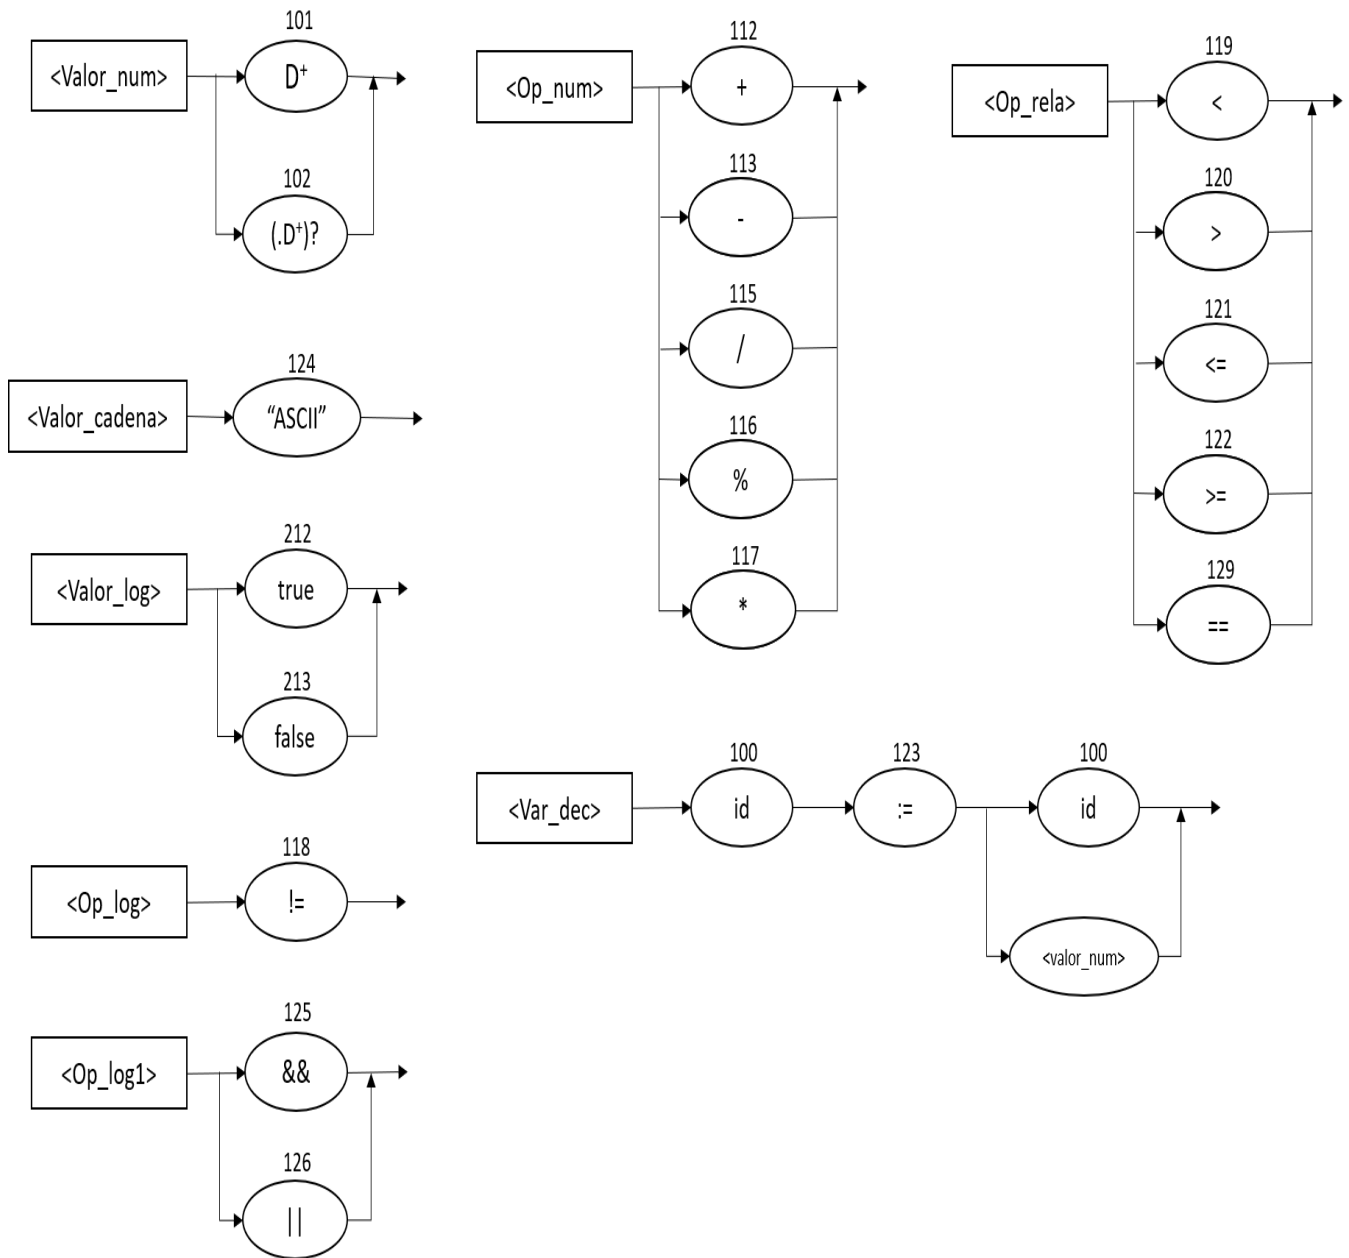 101
<Valor_num>
D⁺
102
(.D⁺)?
124
<Valor_cadena>
“ASCII”
212
<Valor_log>
true
213
false
118
<Op_log>
!=
125
<Op_log1>
&&
126
||
112
<Op_num>
+
113
-
115
/
116
%
117
*
119
<Op_rela>
<
120
>
121
<=
122
>=
129
==
100
123
100
<Var_dec>
id
:=
id
<valor_num>